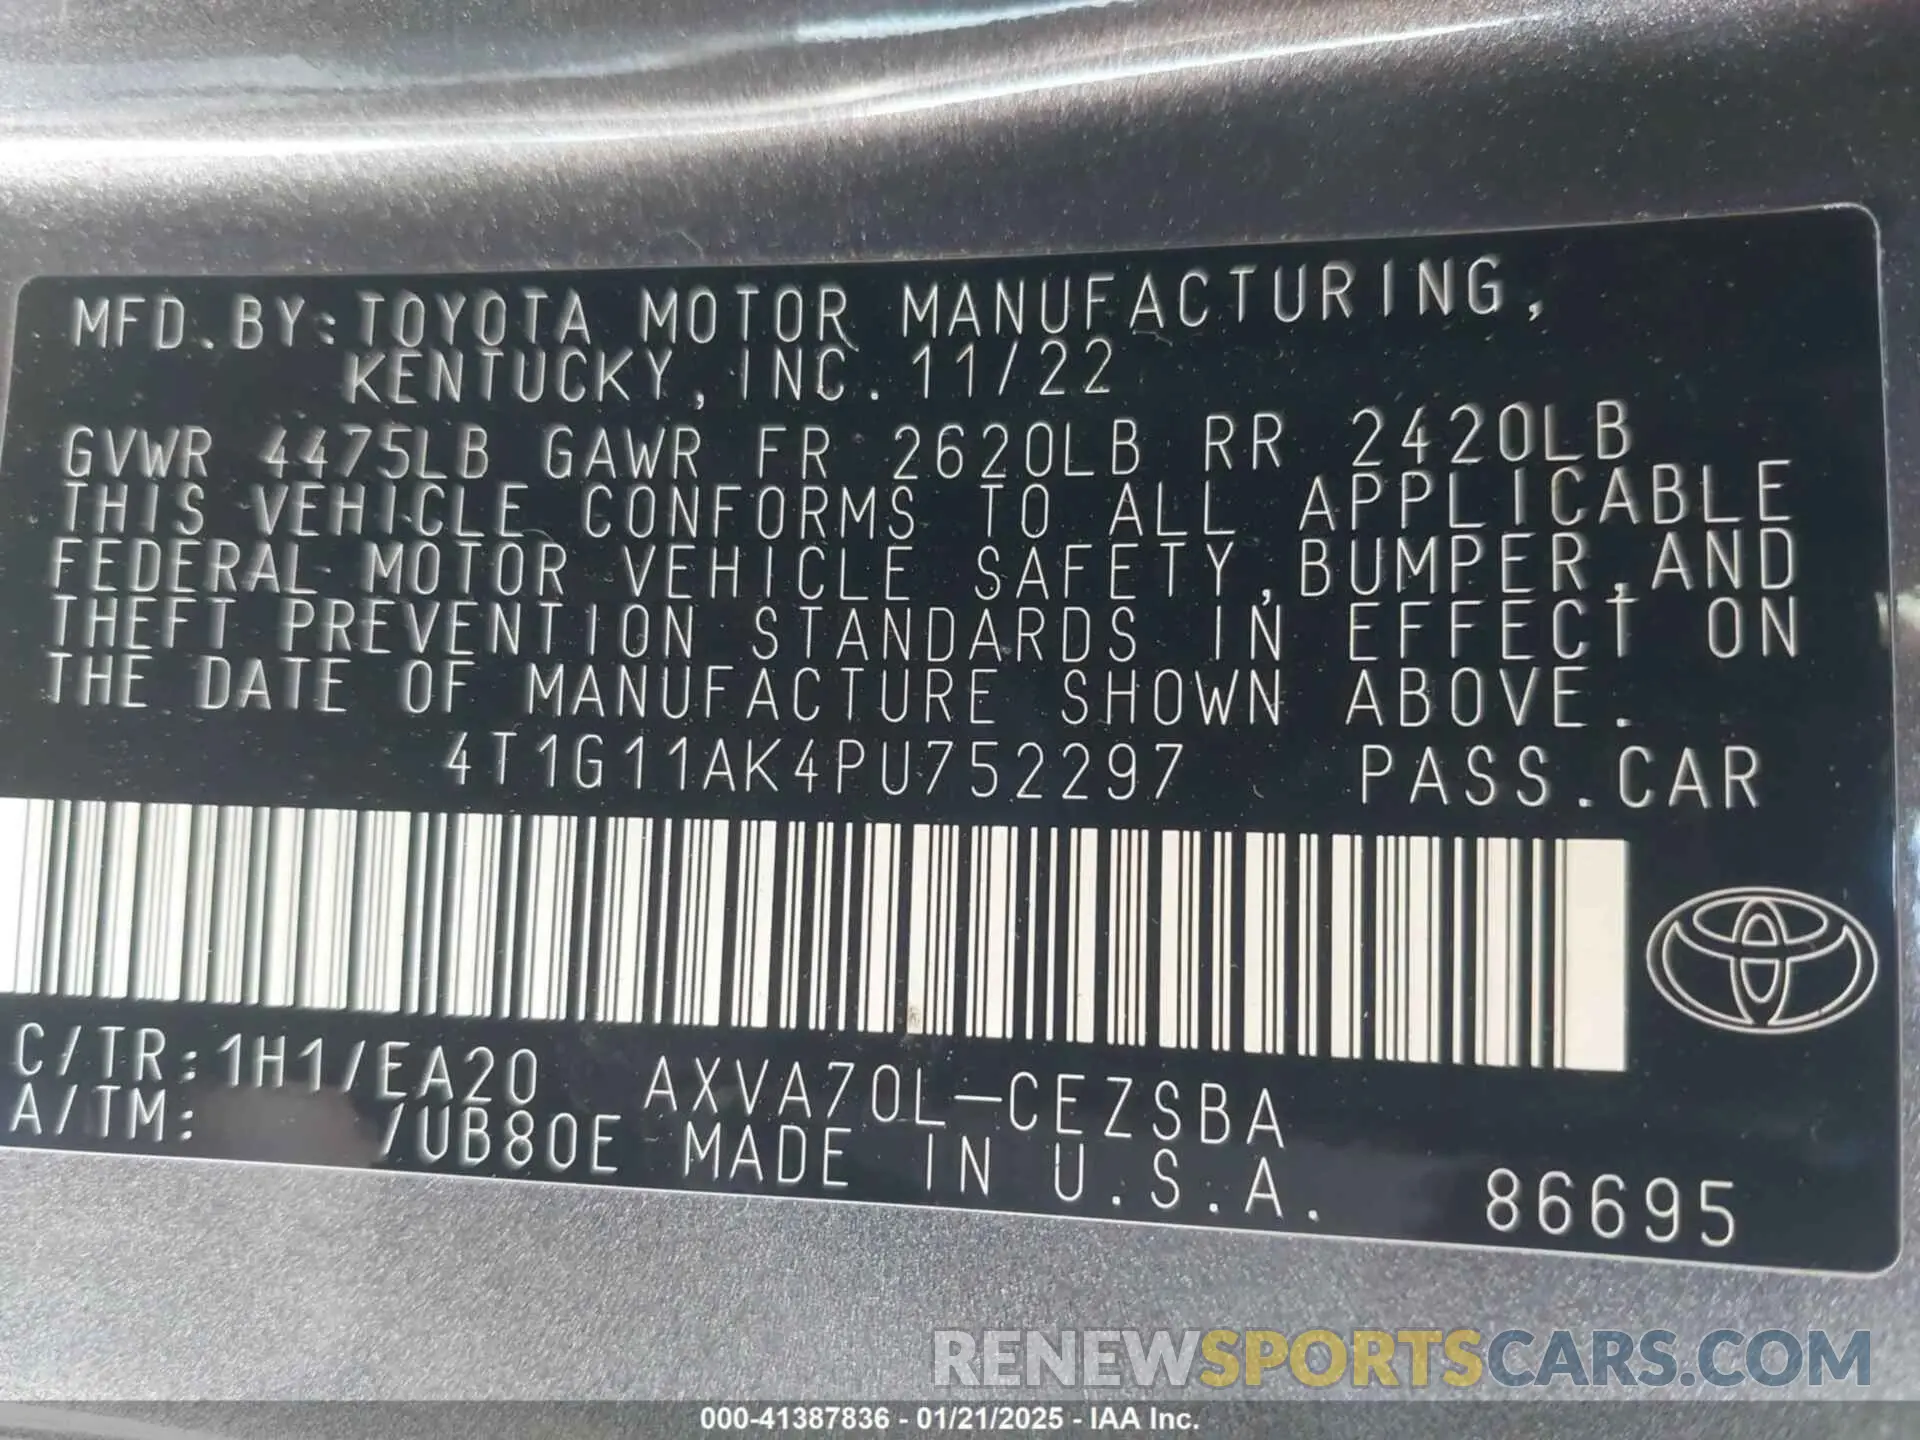 MFD.BY:TOYOTA MOTOR MANUFACTURING,
KENTUCKY,INC.11/22
GVWR 4475LB GAWR FR 2620LB RR 2420LB
THIS VEHICLE CONFORMS TO ALL APPLICABLE
FEDERAL MOTOR VEHICLE SAFETY,BUMPER,AND
THEFT PREVENTION STANDARDS IN EFFECT ON
THE DATE OF MANUFACTURE SHOWN ABOVE.
4T1G11AK4PU752297 PASS.CAR
C/TR:1H1/EA20 AXVA70L-CEZSBA
A/TM: /UB80E MADE IN U.S.A. 86695
RENEWSPORTSCARS.COM
000-41387836 - 01/21/2025 - IAA Inc.